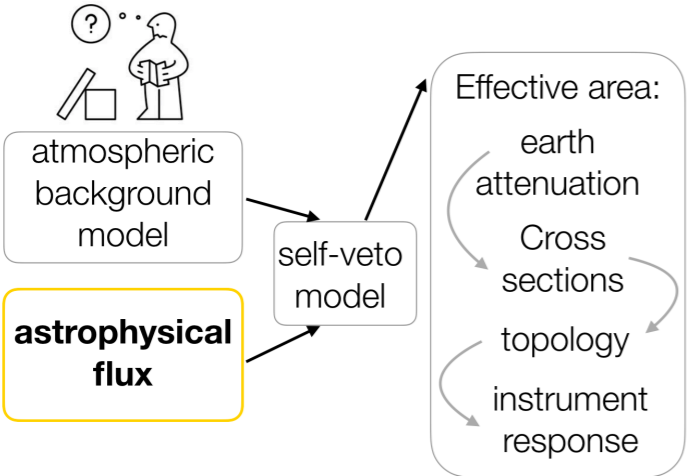 ?
atmospheric
background
model
astrophysical
flux
self-veto
model
Effective area:
earth
attenuation
Cross
sections
topology
instrument
response